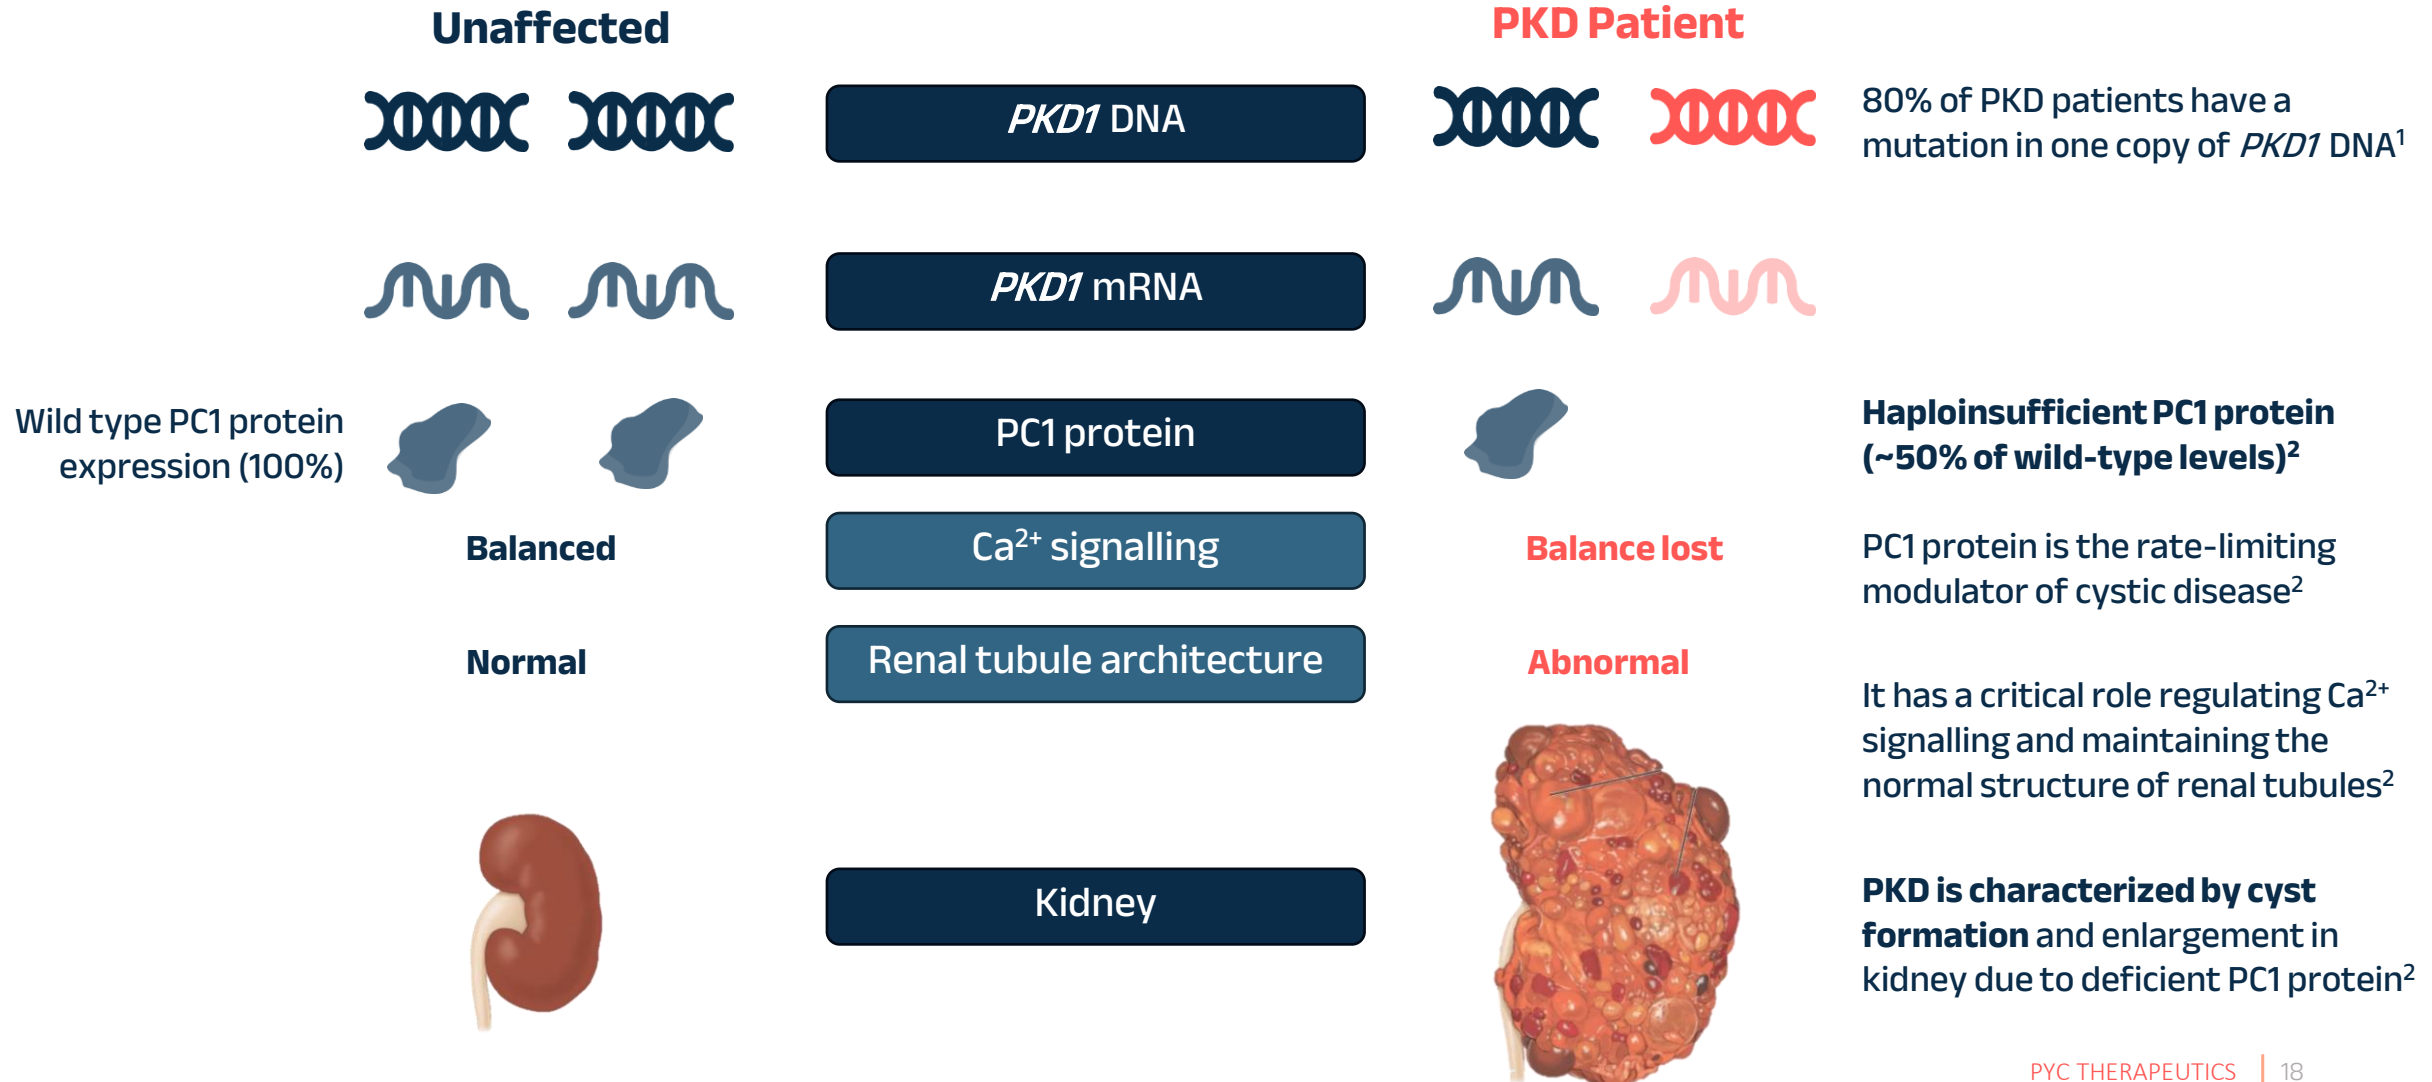 Unaffected
PKD Patient
PKD1 DNA
80% of PKD patients have a
mutation in one copy of PKD1 DNA¹
PKD1 mRNA
Wild type PC1 protein
expression (100%)
PC1 protein
Haploinsufficient PC1 protein
(~50% of wild-type levels)²
Balanced
Ca²⁺ signalling
Balance lost
PC1 protein is the rate-limiting
modulator of cystic disease²
Normal
Renal tubule architecture
Abnormal
It has a critical role regulating Ca²⁺
signalling and maintaining the
normal structure of renal tubules²
Kidney
PKD is characterized by cyst
formation and enlargement in
kidney due to deficient PC1 protein²
PYC THERAPEUTICS | 18